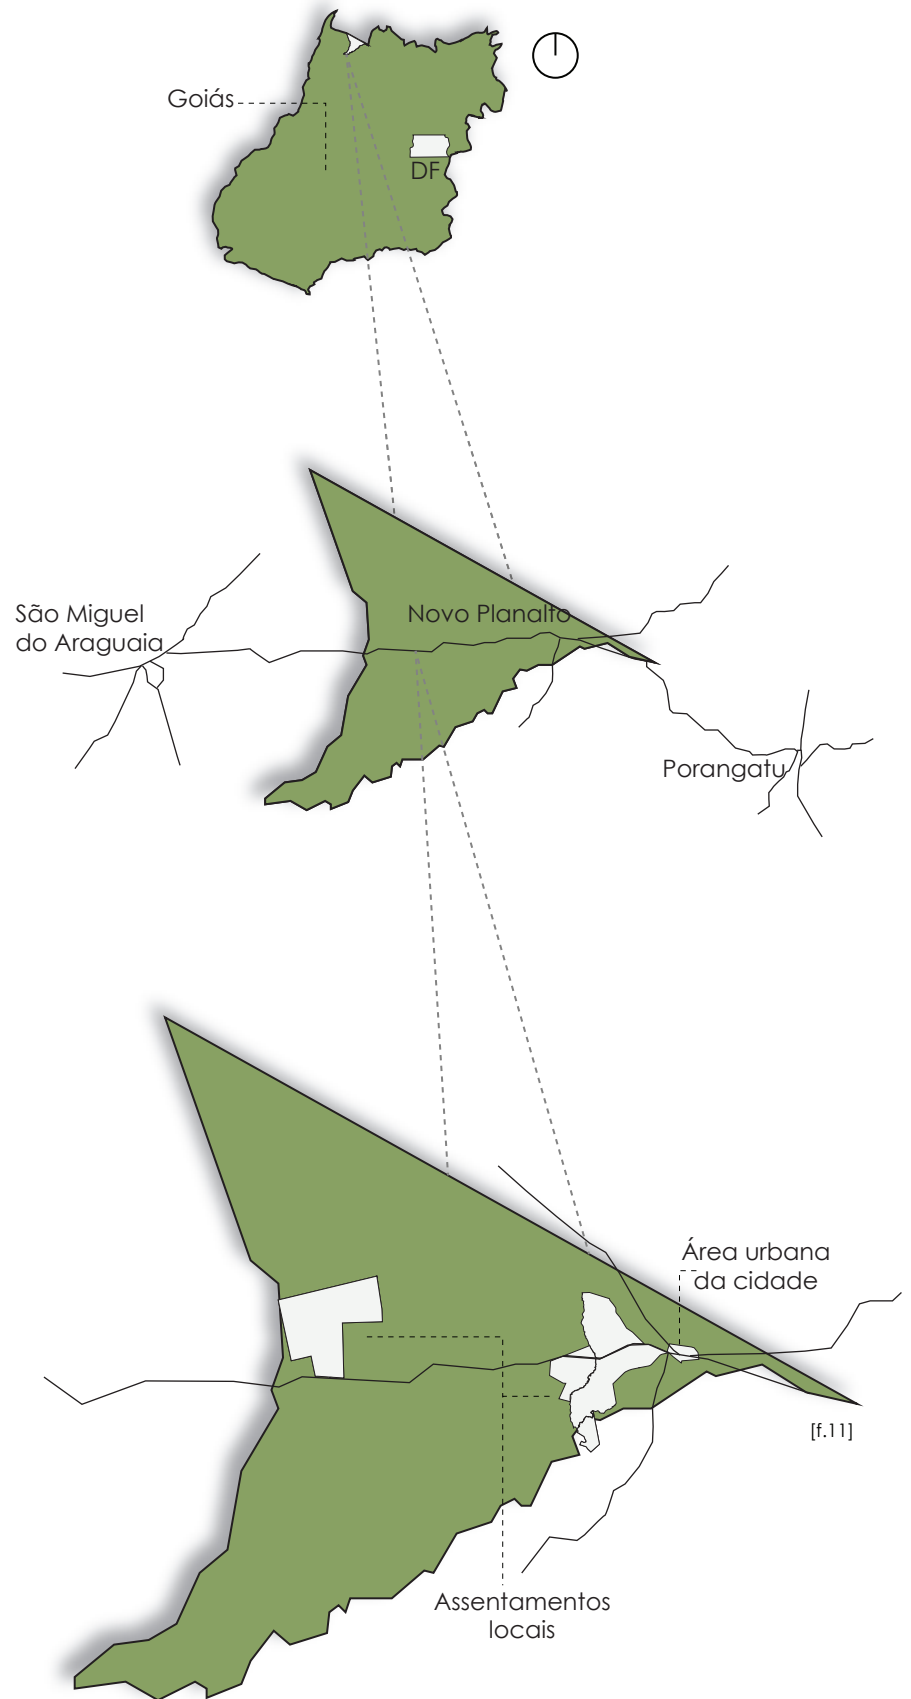 Goiás
DF
São Miguel
do Araguaia
Novo Planalto
Porangatu
Área urbana
da cidade
[f.11]
Assentamentos
locais